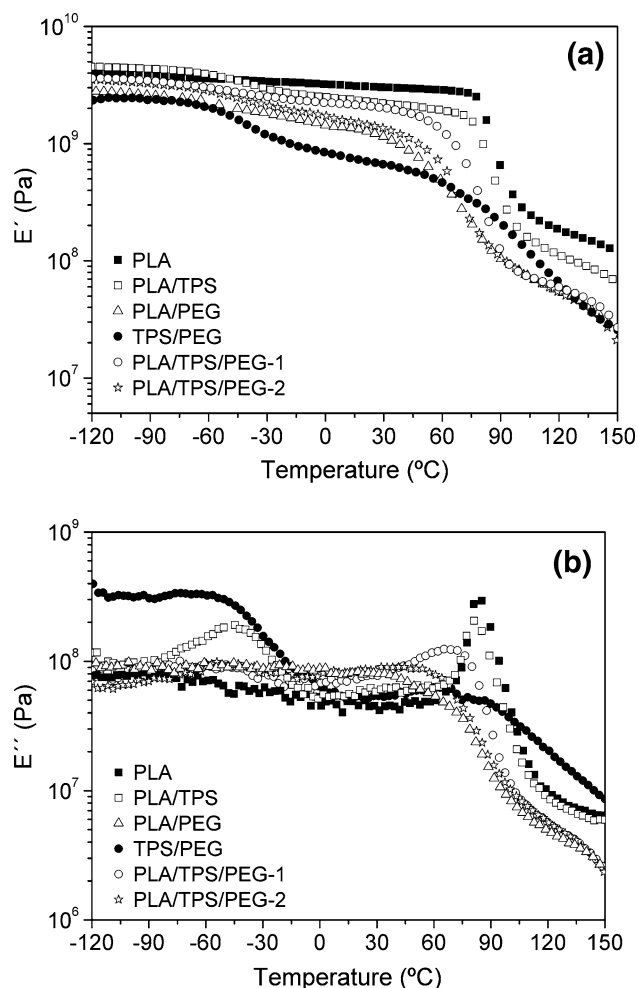 (a)
10^10
10^9
10^8
10^7
E´ (Pa)
■ PLA
□ PLA/TPS
△ PLA/PEG
● TPS/PEG
○ PLA/TPS/PEG-1
☆ PLA/TPS/PEG-2
-120 -90 -60 -30 0 30 60 90 120 150
Temperature (ºC)
(b)
10^9
10^8
10^7
10^6
E´´ (Pa)
■ PLA
□ PLA/TPS
△ PLA/PEG
● TPS/PEG
○ PLA/TPS/PEG-1
☆ PLA/TPS/PEG-2
-120 -90 -60 -30 0 30 60 90 120 150
Temperature (ºC)